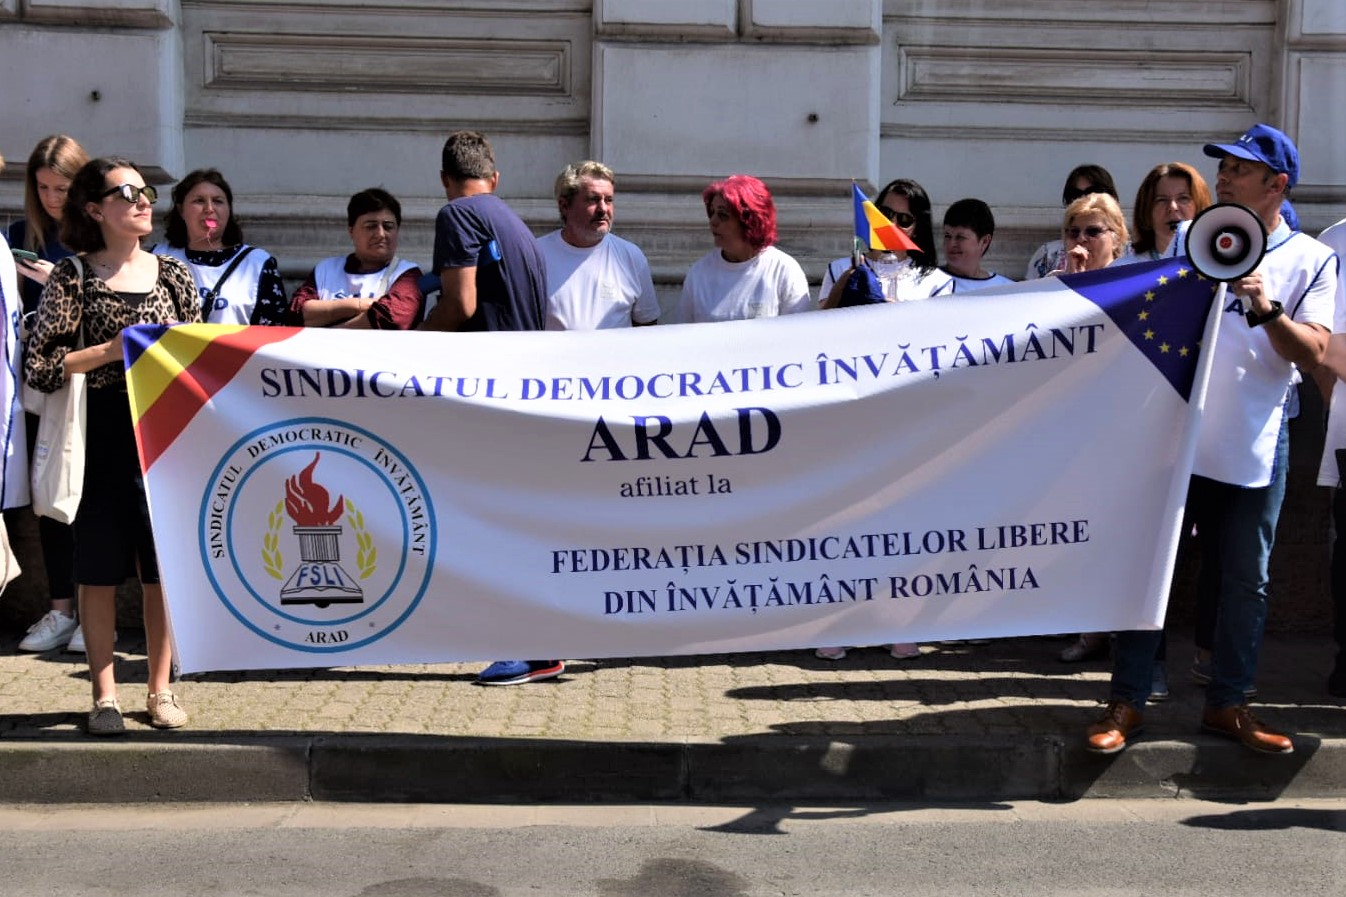 SINDICATUL DEMOCRATIC ÎNVĂȚĂMÂNT
ARAD
afiliat la
FEDERAȚIA SINDICATELOR LIBERE
DIN ÎNVĂȚĂMÂNT ROMÂNIA
SINDICATUL DEMOCRATIC ÎNVĂȚĂMÂNT
FSLI
* ARAD *